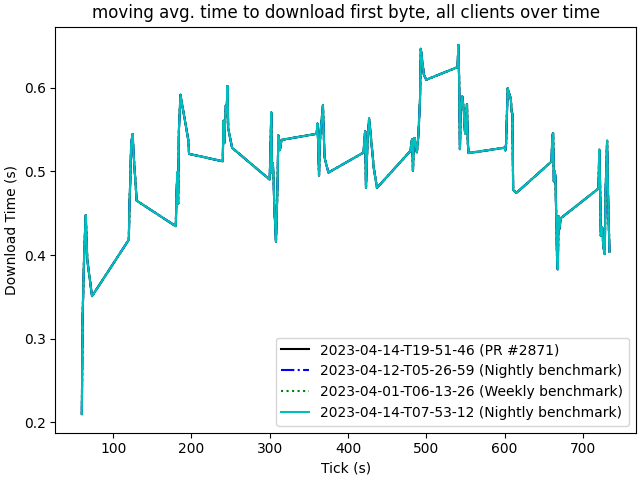 moving avg. time to download first byte, all clients over time
Download Time (s)
0.6
0.5
0.4
0.3
0.2
2023-04-14-T19-51-46 (PR #2871)
2023-04-12-T05-26-59 (Nightly benchmark)
2023-04-01-T06-13-26 (Weekly benchmark)
2023-04-14-T07-53-12 (Nightly benchmark)
100 200 300 400 500 600 700
Tick (s)